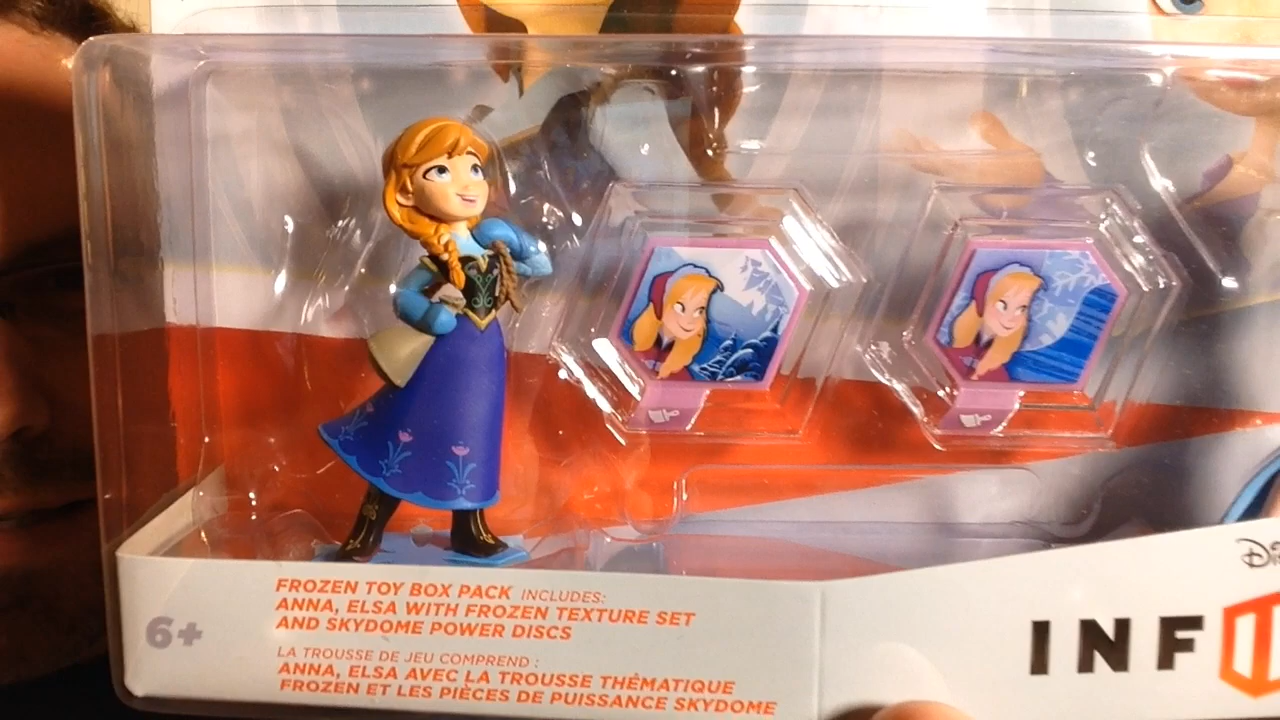 FROZEN TOY BOX PACK INCLUDES:
ANNA, ELSA WITH FROZEN TEXTURE SET
AND SKYDOME POWER DISCS
6+
LA TROUSSE DE JEU COMPREND :
ANNA, ELSA AVEC LA TROUSSE THÉMATIQUE
FROZEN ET LES PIÈCES DE PUISSANCE SKYDOME
INF